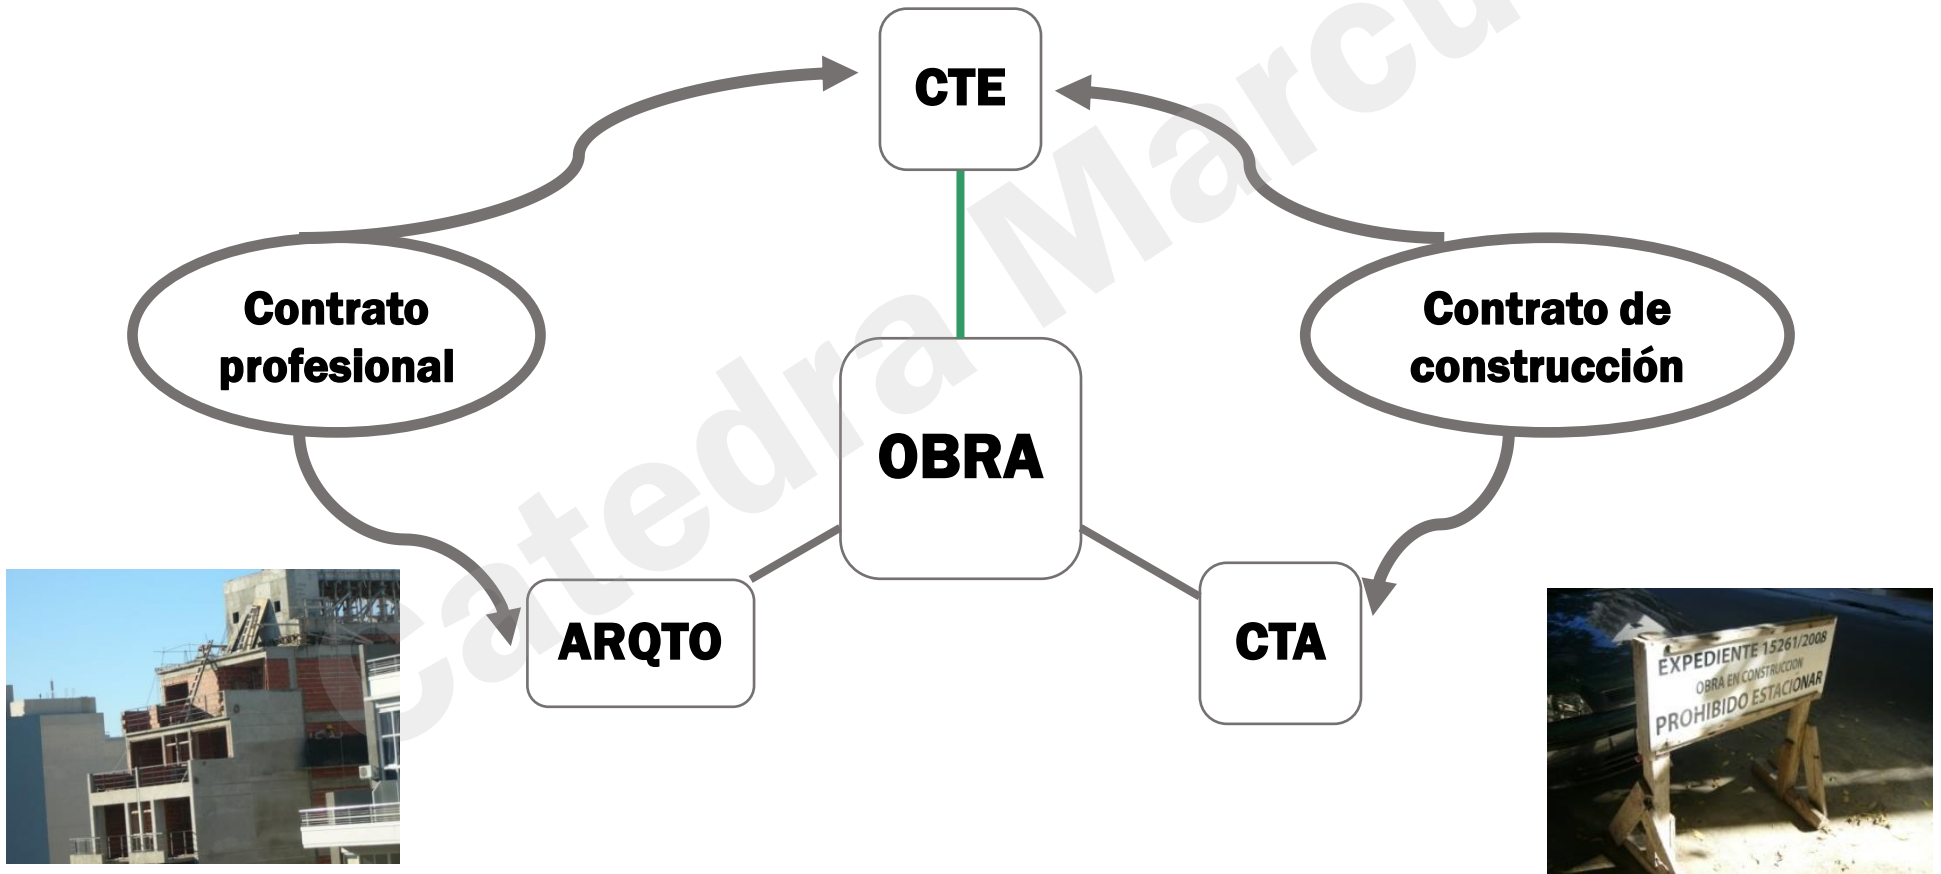 CTE
Contrato
profesional
Contrato de
construcción
OBRA
ARQTO
CTA
EXPEDIENTE 15261/2008
OBRA EN CONSTRUCCION
PROHIBIDO ESTACIONAR
Catedra Marcu